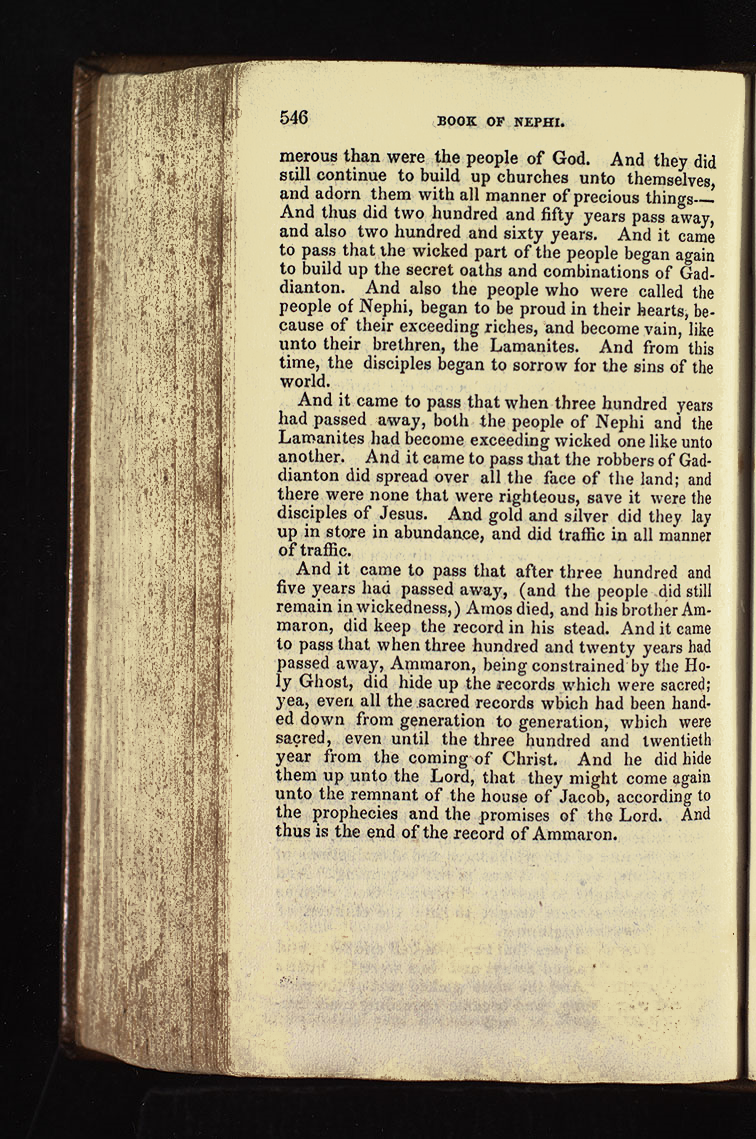 546 BOOK OF NEPHI.
merous than were the people of God. And they did
still continue to build up churches unto themselves,
and adorn them with all manner of precious things—
And thus did two hundred and fifty years pass away,
and also two hundred and sixty years. And it came
to pass that the wicked part of the people began again
to build up the secret oaths and combinations of Gad-
dianton. And also the people who were called the
people of Nephi, began to be proud in their hearts, be-
cause of their exceeding riches, and become vain, like
unto their brethren, the Lamanites. And from this
time, the disciples began to sorrow for the sins of the
world.
And it came to pass that when three hundred years
had passed away, both the people of Nephi and the
Lamanites had become exceeding wicked one like unto
another. And it came to pass that the robbers of Gad-
dianton did spread over all the face of the land; and
there were none that were righteous, save it were the
disciples of Jesus. And gold and silver did they lay
up in store in abundance, and did traffic in all manner
of traffic.
And it came to pass that after three hundred and
five years had passed away, (and the people did still
remain in wickedness,) Amos died, and his brother Am-
maron, did keep the record in his stead. And it came
to pass that when three hundred and twenty years had
passed away, Ammaron, being constrained by the Ho-
ly Ghost, did hide up the records which were sacred;
yea, even all the sacred records which had been hand-
ed down from generation to generation, which were
sacred, even until the three hundred and twentieth
year from the coming of Christ. And he did hide
them up unto the Lord, that they might come again
unto the remnant of the house of Jacob, according to
the prophecies and the promises of the Lord. And
thus is the end of the record of Ammaron.